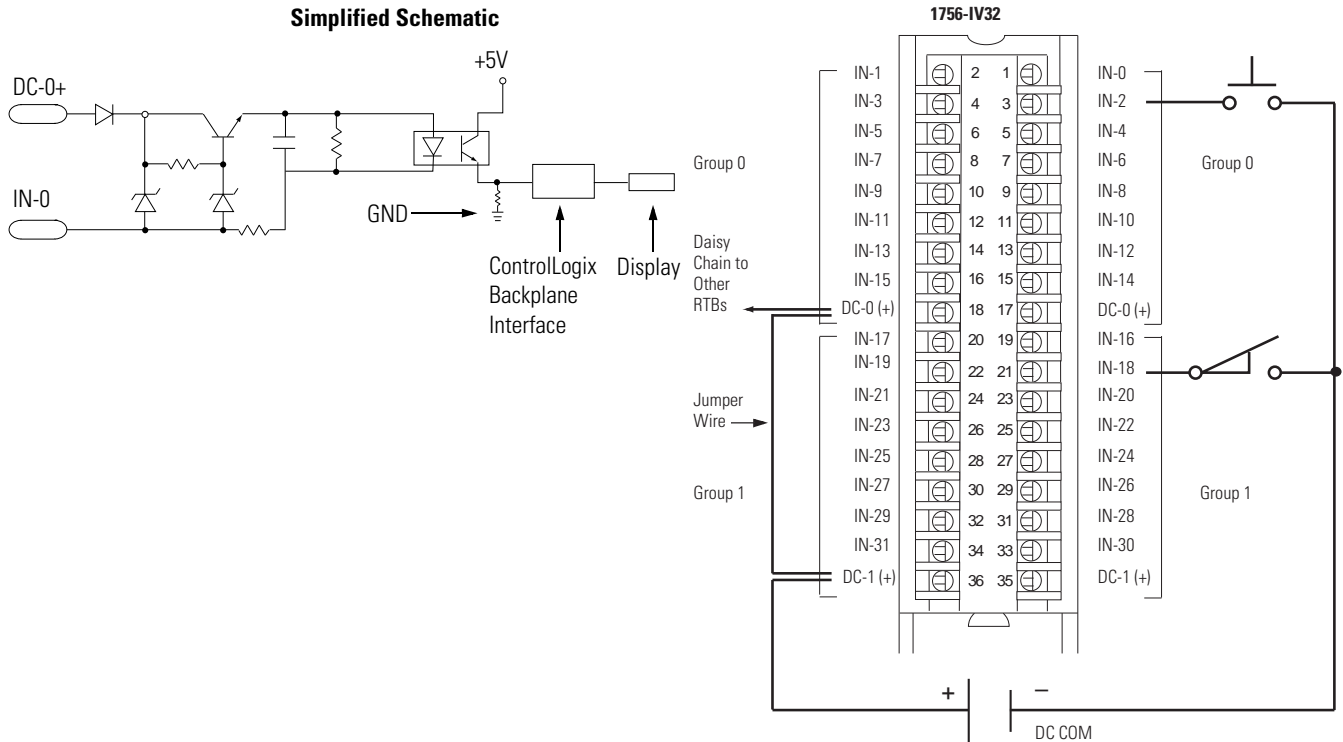 Simplified Schematic
DC-0+
IN-0
+5V
GND
ControlLogix
Backplane
Interface
Display
1756-IV32
IN-1 2 1 IN-0
IN-3 4 3 IN-2
IN-5 6 5 IN-4
Group 0 IN-7 8 7 IN-6 Group 0
IN-9 10 9 IN-8
IN-11 12 11 IN-10
Daisy
Chain to
Other
RTBs
IN-13 14 13 IN-12
IN-15 16 15 IN-14
DC-0 (+) 18 17 DC-0 (+)
IN-17 20 19 IN-16
IN-19 22 21 IN-18
IN-21 24 23 IN-20
Jumper
Wire
IN-23 26 25 IN-22
IN-25 28 27 IN-24
Group 1 IN-27 30 29 IN-26 Group 1
IN-29 32 31 IN-28
IN-31 34 33 IN-30
DC-1 (+) 36 35 DC-1 (+)
+ –
DC COM